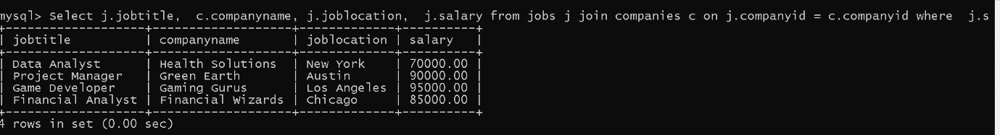 mysql> Select j.jobtitle,  c.companyname, j.joblocation,  j.salary from jobs j join companies c on j.companyid = c.companyid where  j.s
+-------------------+-------------------+-------------+----------+
| jobtitle          | companyname       | joblocation | salary   |
+-------------------+-------------------+-------------+----------+
| Data Analyst      | Health Solutions  | New York    | 70000.00 |
| Project Manager   | Green Earth       | Austin      | 90000.00 |
| Game Developer    | Gaming Gurus      | Los Angeles | 95000.00 |
| Financial Analyst | Financial Wizards | Chicago     | 85000.00 |
+-------------------+-------------------+-------------+----------+
4 rows in set (0.00 sec)